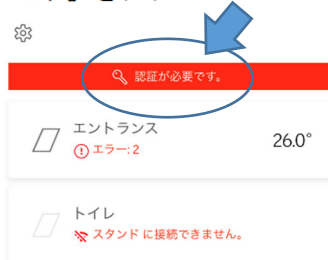 認証が必要です。
エントランス
エラー: 2
26.0°
トイレ
スタンド に接続できません。